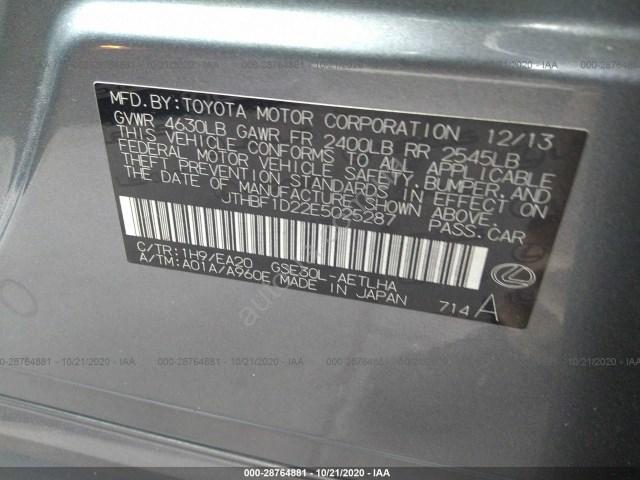 MFD.BY:TOYOTA MOTOR CORPORATION 12/13
GVWR 4630LB GAWR FR 2400LB RR 2545LB
THIS VEHICLE CONFORMS TO ALL APPLICABLE
FEDERAL MOTOR VEHICLE SAFETY,BUMPER,AND
THEFT PREVENTION STANDARDS IN EFFECT ON
THE DATE OF MANUFACTURE SHOWN ABOVE.
JTHBF1D22E5025287 PASS.CAR
C/TR:1H9/EA20 GSE30L-AETLHA
A/TM:A01A/A960E MADE IN JAPAN 714 A
000-28764881 - 10/21/2020 - IAA